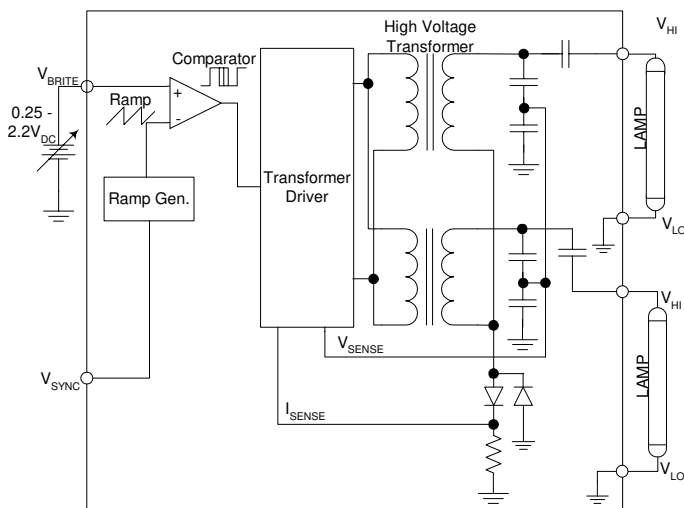 High Voltage
Transformer
V_HI
Comparator
V_BRITE
+
Ramp
-
0.25 -
2.2V_DC
LAMP
Ramp Gen.
Transformer
Driver
V_LO
V_HI
V_SENSE
V_SYNC
LAMP
I_SENSE
V_LO